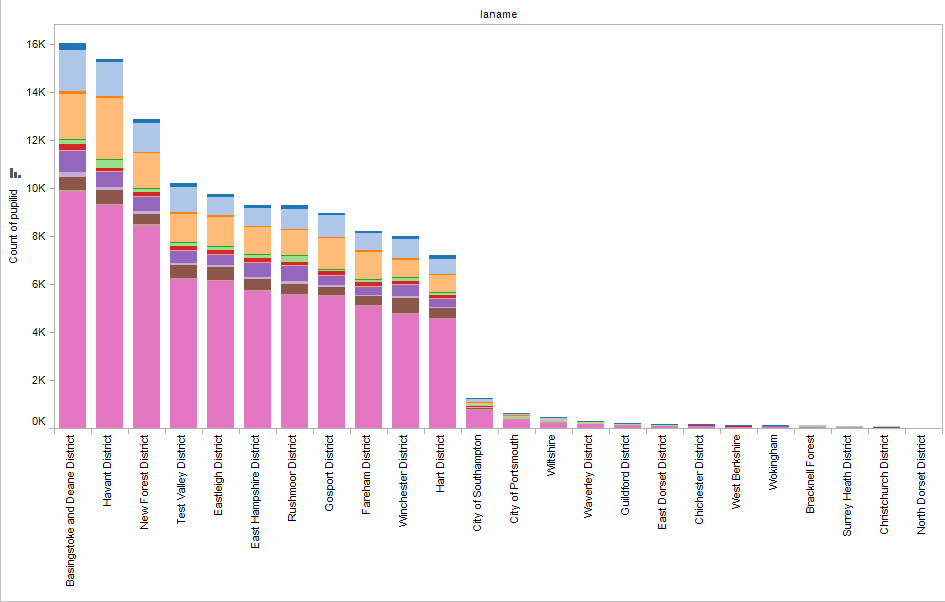 laname
16K
14K
12K
10K
8K
6K
4K
2K
0K
Count of pupilid
Basingstoke and Deane District
Havant District
New Forest District
Test Valley District
Eastleigh District
East Hampshire District
Rushmoor District
Gosport District
Fareham District
Winchester District
Hart District
City of Southampton
City of Portsmouth
Wiltshire
Waverley District
Guildford District
East Dorset District
Chichester District
West Berkshire
Wokingham
Bracknell Forest
Surrey Heath District
Christchurch District
North Dorset District